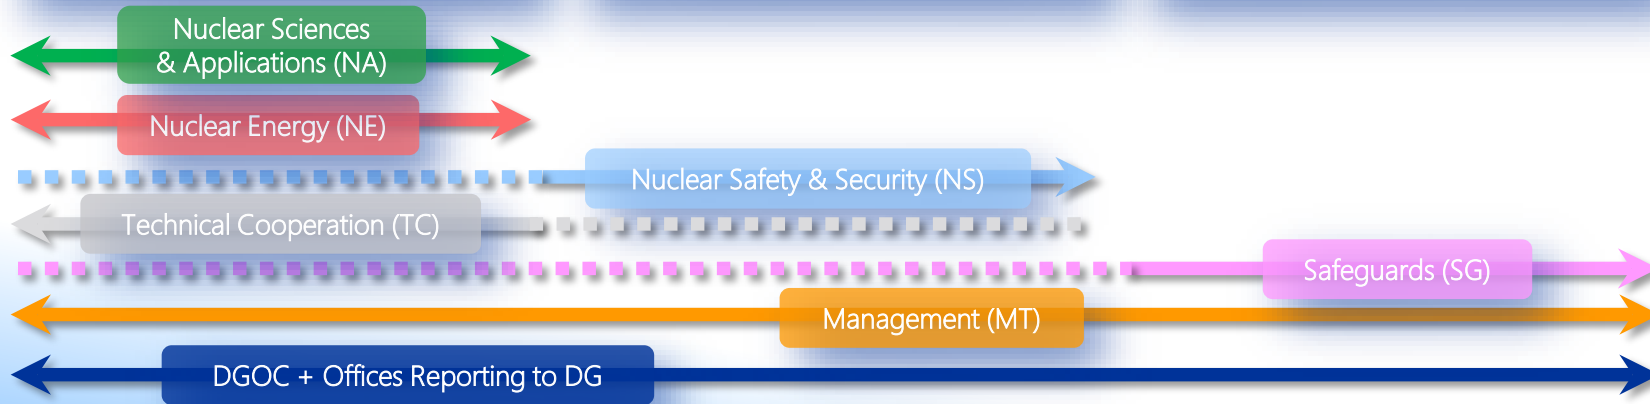 Nuclear Sciences
& Applications (NA)
Nuclear Energy (NE)
Nuclear Safety & Security (NS)
Technical Cooperation (TC)
Safeguards (SG)
Management (MT)
DGOC + Offices Reporting to DG